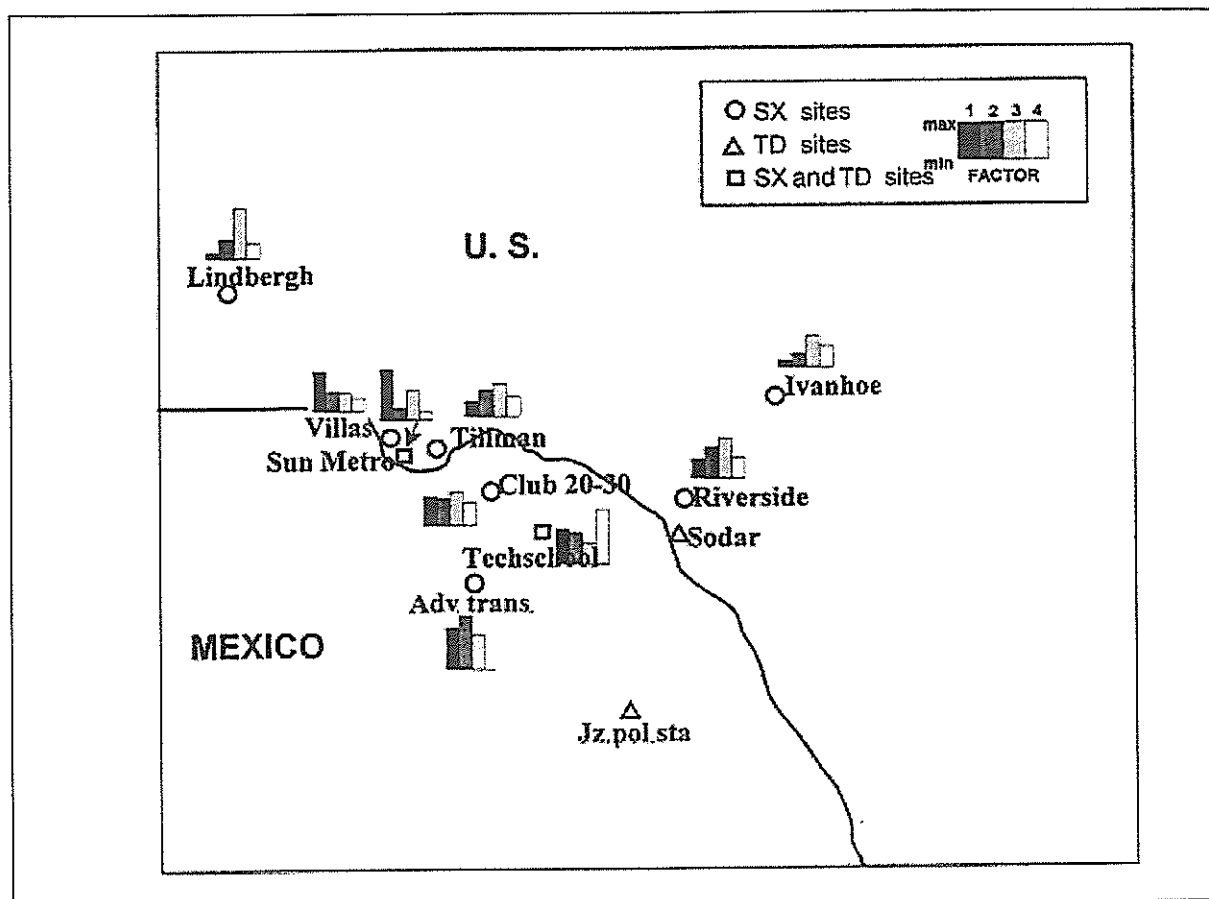 1 2 3 4
SX sites
max
TD sites
min
SX and TD sites
FACTOR
U. S.
Lindbergh
Ivanhoe
Villas
Tillman
Sun Metro
Club 20-30
Riverside
Sodar
Techschool
Adv.trans.
MEXICO
Jz.pol.sta